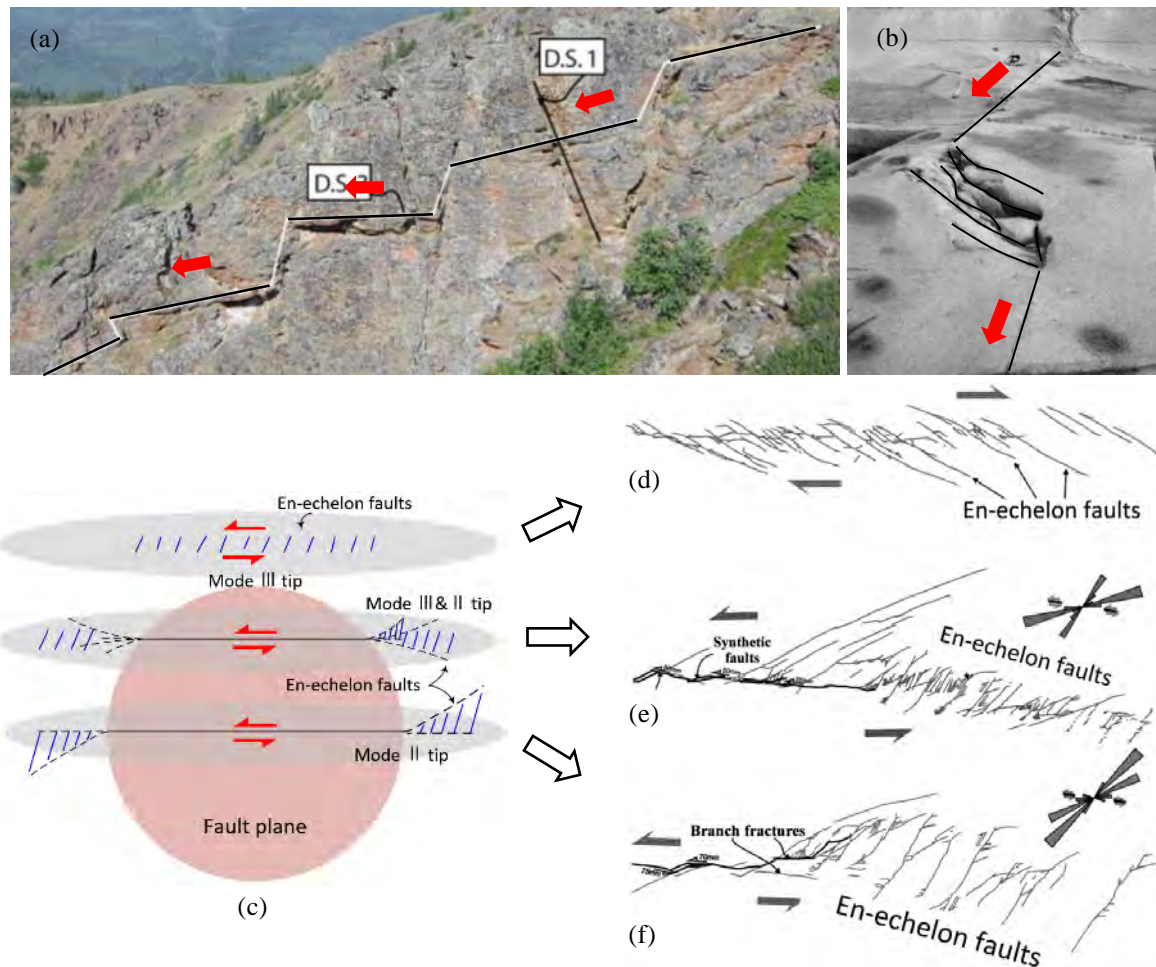 (a)
D.S. 1
D.S.
(b)
(d)
En-echelon faults
En-echelon faults
Mode III tip
Mode III & II tip
En-echelon faults
Mode II tip
Fault plane
(c)
Synthetic
faults
En-echelon faults
(e)
Branch fractures
70mm
En-echelon faults
(f)